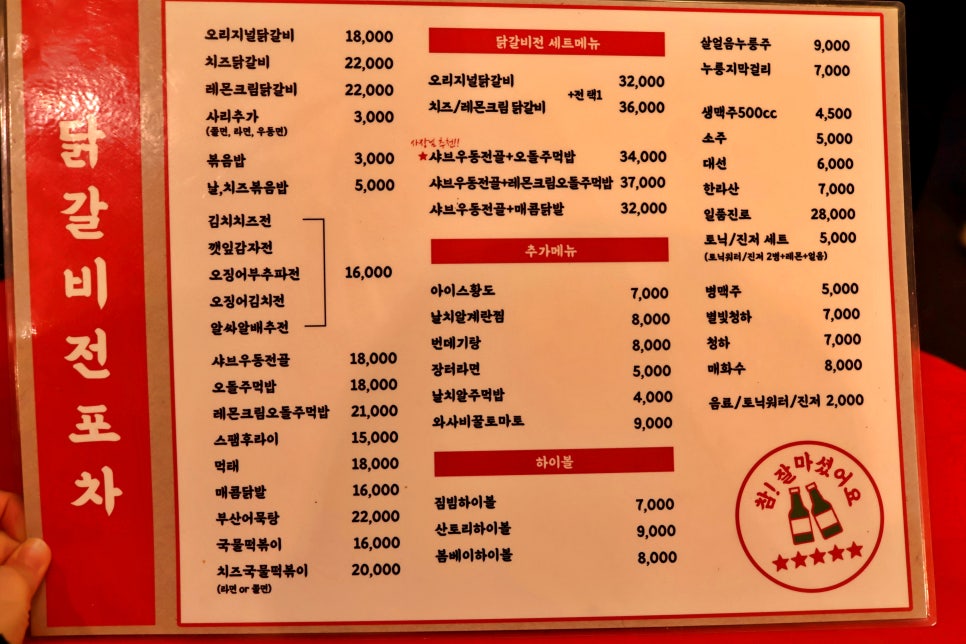 닭갈비전포차
오리지널닭갈비 18,000
치즈닭갈비 22,000
레몬크림닭갈비 22,000
사리추가 3,000
(쫄면, 라면, 우동면)
볶음밥 3,000
날,치즈볶음밥 5,000
김치치즈전
깻잎감자전
오징어부추파전 16,000
오징어김치전
알싸알배추전
샤브우동전골 18,000
오돌주먹밥 18,000
레몬크림오돌주먹밥 21,000
스팸후라이 15,000
먹태 18,000
매콤닭발 16,000
부산어묵탕 22,000
국물떡볶이 16,000
치즈국물떡볶이 20,000
(라면 or 쫄면)
닭갈비전 세트메뉴
오리지널닭갈비 32,000
+전 택1
치즈/레몬크림 닭갈비 36,000
사장님 추천!!
★샤브우동전골+오돌주먹밥 34,000
샤브우동전골+레몬크림오돌주먹밥 37,000
샤브우동전골+매콤닭발 32,000
추가메뉴
아이스황도 7,000
날치알계란찜 8,000
번데기탕 8,000
장터라면 5,000
날치알주먹밥 4,000
와사비꿀토마토 9,000
하이볼
짐빔하이볼 7,000
산토리하이볼 9,000
봄베이하이볼 8,000
살얼음누룽주 9,000
누룽지막걸리 7,000
생맥주500cc 4,500
소주 5,000
대선 6,000
한라산 7,000
일품진로 28,000
토닉/진저 세트 5,000
(토닉워터/진저 2병+레몬+얼음)
병맥주 5,000
별빛청하 7,000
청하 7,000
매화수 8,000
음료/토닉워터/진저 2,000
참! 잘마셨어요